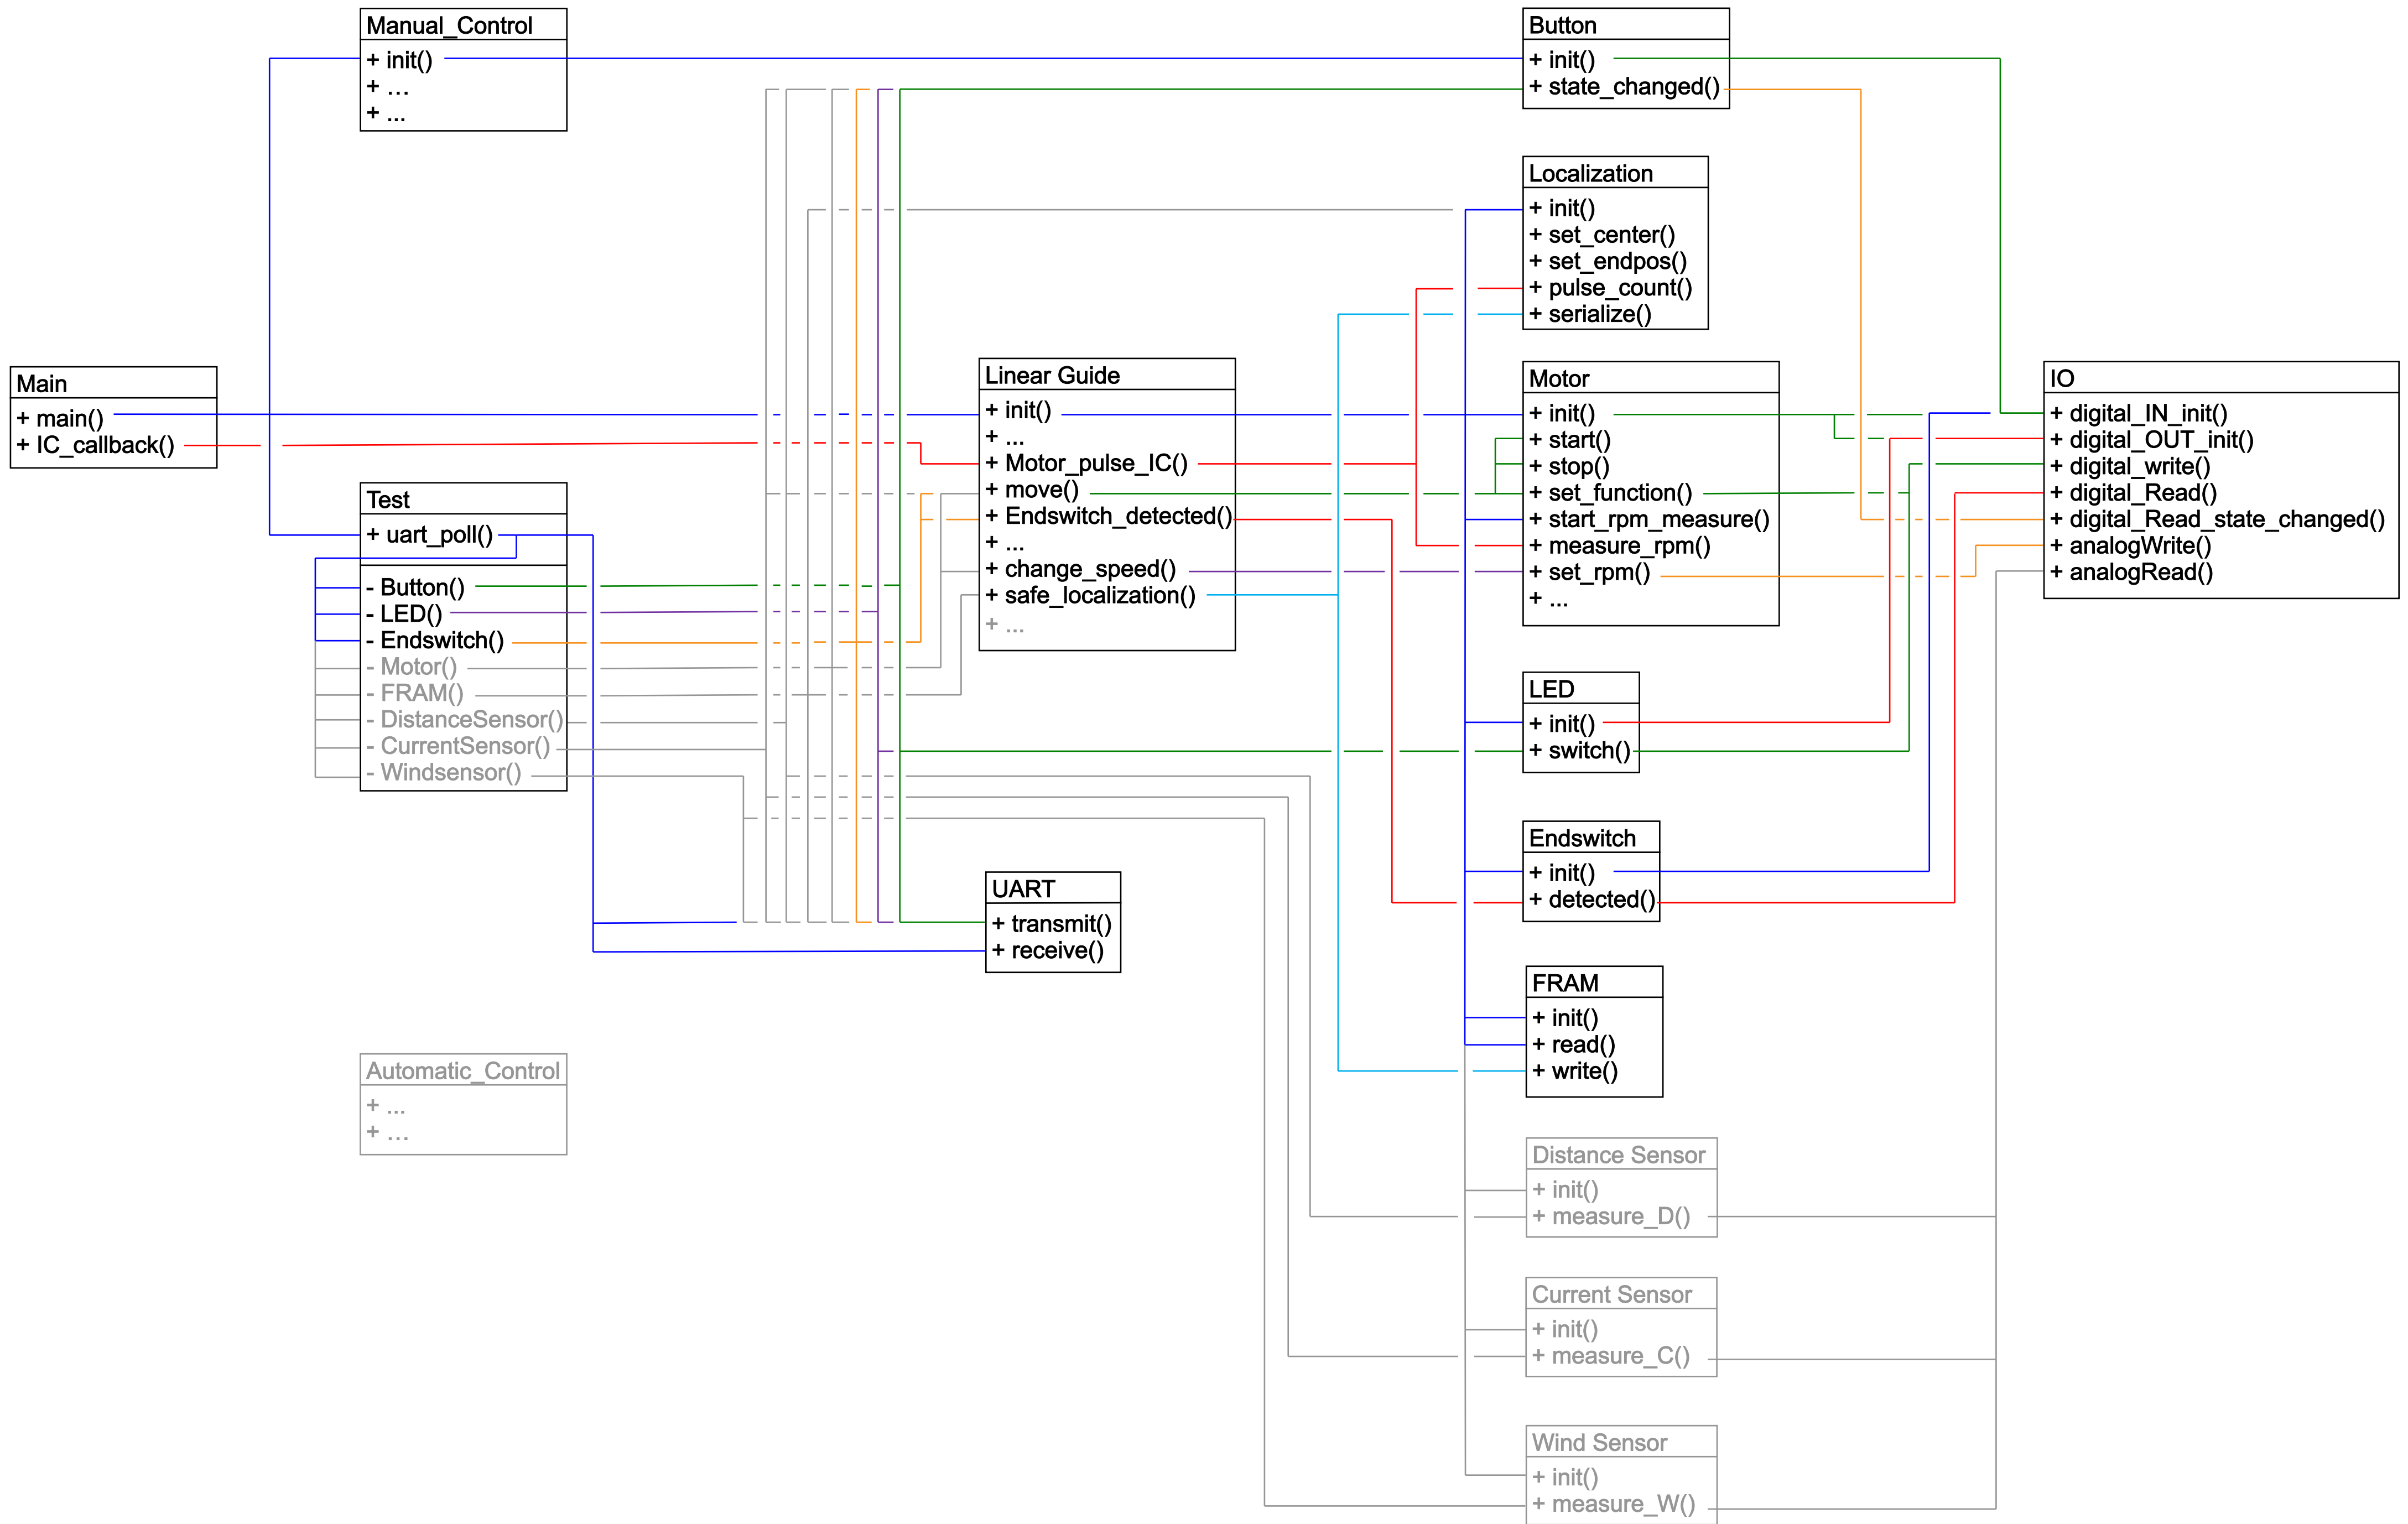 Manual_Control
+ init()
+ ...
+ ...
Button
+ init()
+ state_changed()
Localization
+ init()
+ set_center()
+ set_endpos()
+ pulse_count()
+ serialize()
Main
+ main()
+ IC_callback()
Linear Guide
+ init()
+ ...
+ Motor_pulse_IC()
+ move()
+ Endswitch_detected()
+ ...
+ change_speed()
+ safe_localization()
+ ...
Motor
+ init()
+ start()
+ stop()
+ set_function()
+ start_rpm_measure()
+ measure_rpm()
+ set_rpm()
+ ...
IO
+ digital_IN_init()
+ digital_OUT_init()
+ digital_write()
+ digital_Read()
+ digital_Read_state_changed()
+ analogWrite()
+ analogRead()
Test
+ uart_poll()
- Button()
- LED()
- Endswitch()
- Motor()
- FRAM()
- DistanceSensor()
- CurrentSensor()
- Windsensor()
LED
+ init()
+ switch()
Endswitch
+ init()
+ detected()
UART
+ transmit()
+ receive()
FRAM
+ init()
+ read()
+ write()
Automatic_Control
+ ...
+ ...
Distance Sensor
+ init()
+ measure_D()
Current Sensor
+ init()
+ measure_C()
Wind Sensor
+ init()
+ measure_W()